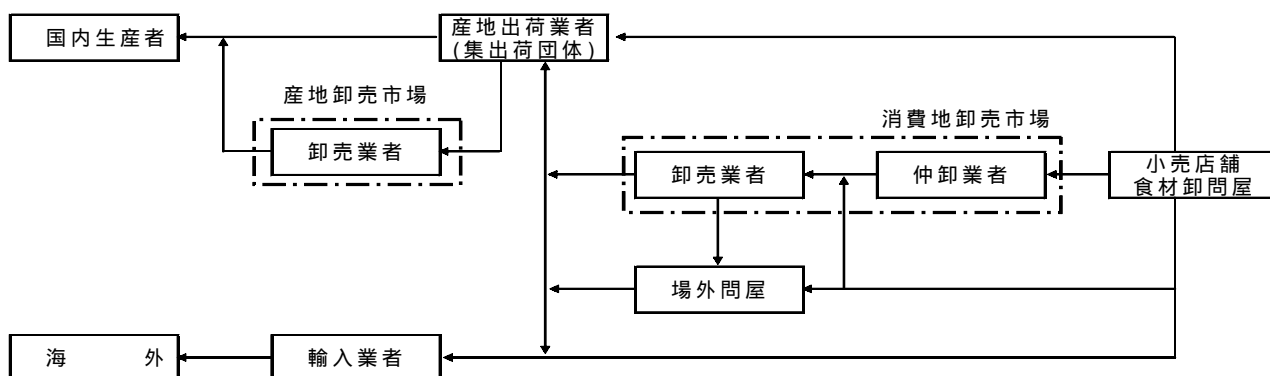 国内生産者
産地出荷業者
(集出荷団体)
産地卸売市場
卸売業者
消費地卸売市場
卸売業者
仲卸業者
小売店舗
食材卸問屋
場外問屋
海 外
輸入業者